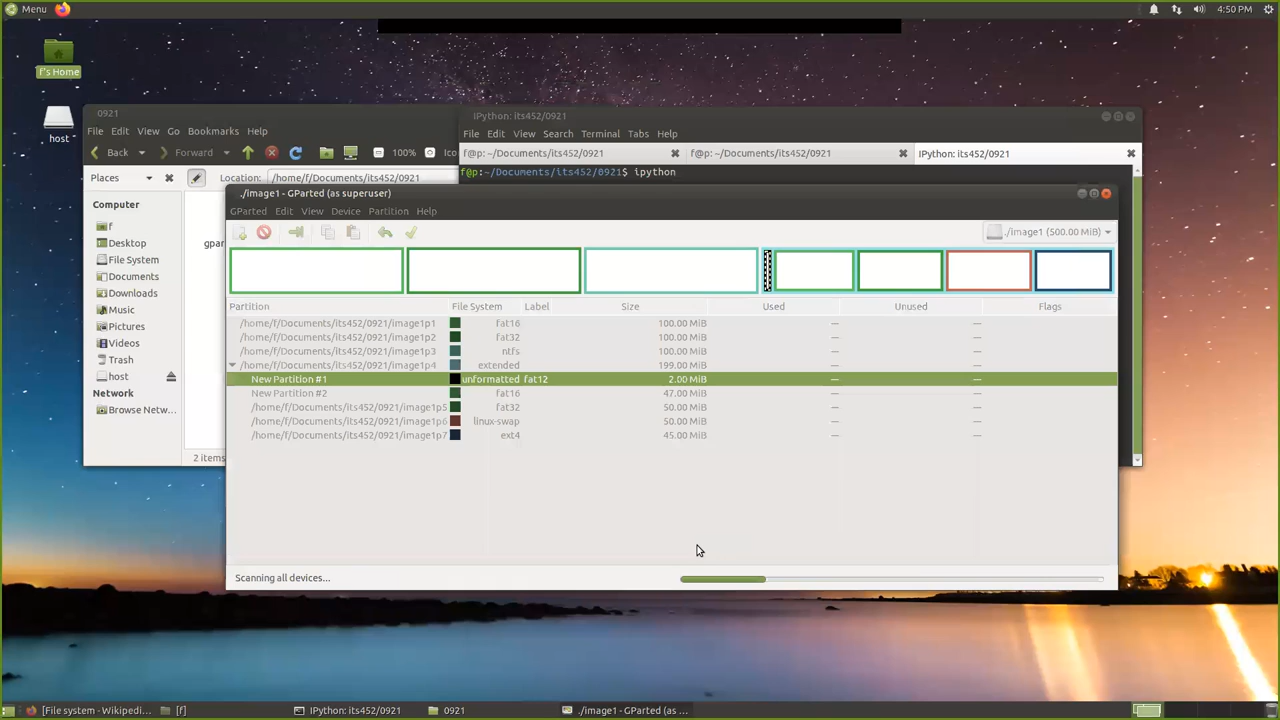 Menu 4:50 PM
f's Home
host
0921
File Edit View Go Bookmarks Help
Back Forward 100% Ico
Places Location: /home/f/Documents/its452/0921
Computer
f
Desktop
File System
Documents
Downloads
Music
Pictures
Videos
Trash
host
Network
Browse Netw...
gpar
2 items
IPython: its452/0921
File Edit View Search Terminal Tabs Help
f@p: ~/Documents/its452/0921 f@p: ~/Documents/its452/0921 IPython: its452/0921
f@p:~/Documents/its452/0921$ ipython
./image1 - GParted (as superuser)
GParted Edit View Device Partition Help
./image1 (500.00 MiB)
Partition File System Label Size Used Unused Flags
/home/f/Documents/its452/0921/image1p1 fat16 100.00 MiB — —
/home/f/Documents/its452/0921/image1p2 fat32 100.00 MiB — —
/home/f/Documents/its452/0921/image1p3 ntfs 100.00 MiB — —
/home/f/Documents/its452/0921/image1p4 extended 199.00 MiB — —
New Partition #1 unformatted fat12 2.00 MiB — —
New Partition #2 fat16 47.00 MiB — —
/home/f/Documents/its452/0921/image1p5 fat32 50.00 MiB — —
/home/f/Documents/its452/0921/image1p6 linux-swap 50.00 MiB — —
/home/f/Documents/its452/0921/image1p7 ext4 45.00 MiB — —
Scanning all devices...
[File system – Wikipedi... [f] IPython: its452/0921 0921 ./image1 - GParted (as ...